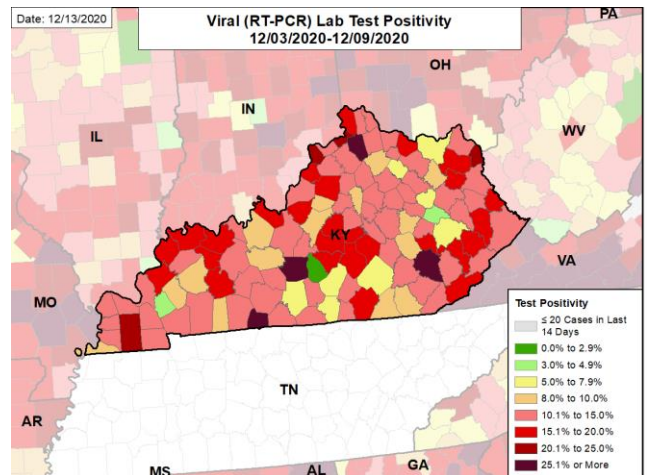 Date: 12/13/2020
Viral (RT-PCR) Lab Test Positivity
12/03/2020-12/09/2020
PA
OH
IN
IL
WV
KY
VA
MO
TN
AR
MS
AL
GA
Test Positivity
≤ 20 Cases in Last
14 Days
0.0% to 2.9%
3.0% to 4.9%
5.0% to 7.9%
8.0% to 10.0%
10.1% to 15.0%
15.1% to 20.0%
20.1% to 25.0%
25.1% or More